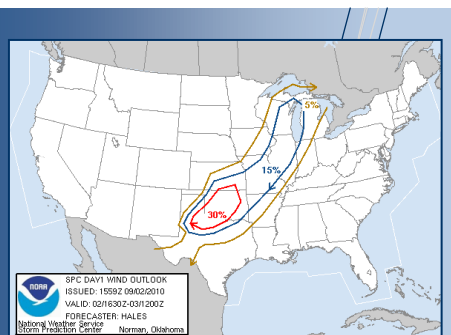 5%
15%
30%
NOAA
SPC DAY1 WIND OUTLOOK
ISSUED: 1559Z 09/02/2010
VALID: 02/1630Z-03/1200Z
FORECASTER: HALES
National Weather Service
Storm Prediction Center Norman, Oklahoma